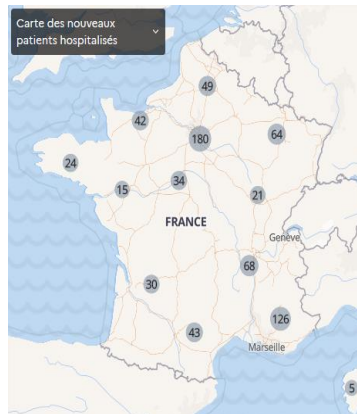 Carte des nouveaux
patients hospitalisés
49
42
180
64
24
34
15
21
FRANCE
Genève
68
30
126
43
Marseille
5